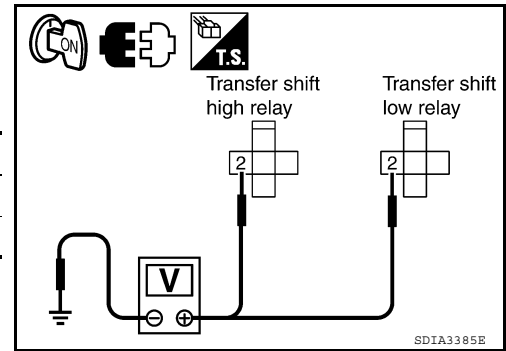 ON
T.S.
Transfer shift
high relay
Transfer shift
low relay
2
2
V
− +
SDIA3385E